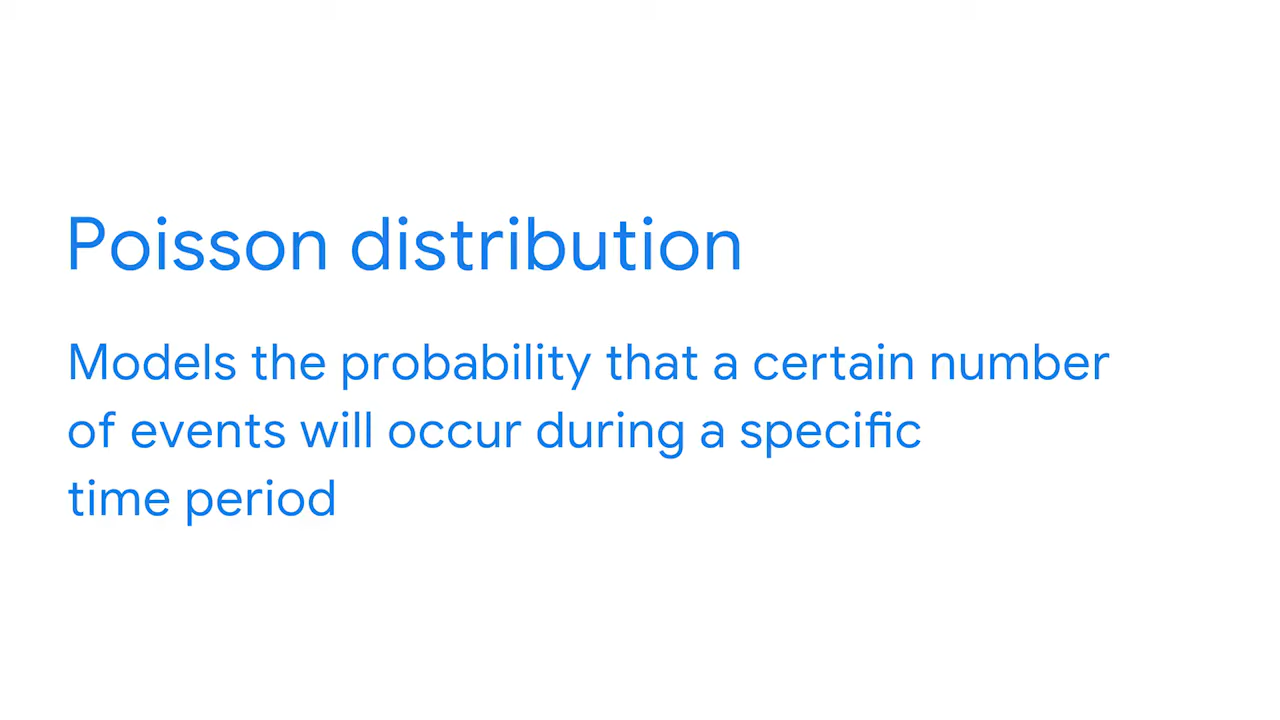 Poisson distribution
Models the probability that a certain number
of events will occur during a specific
time period